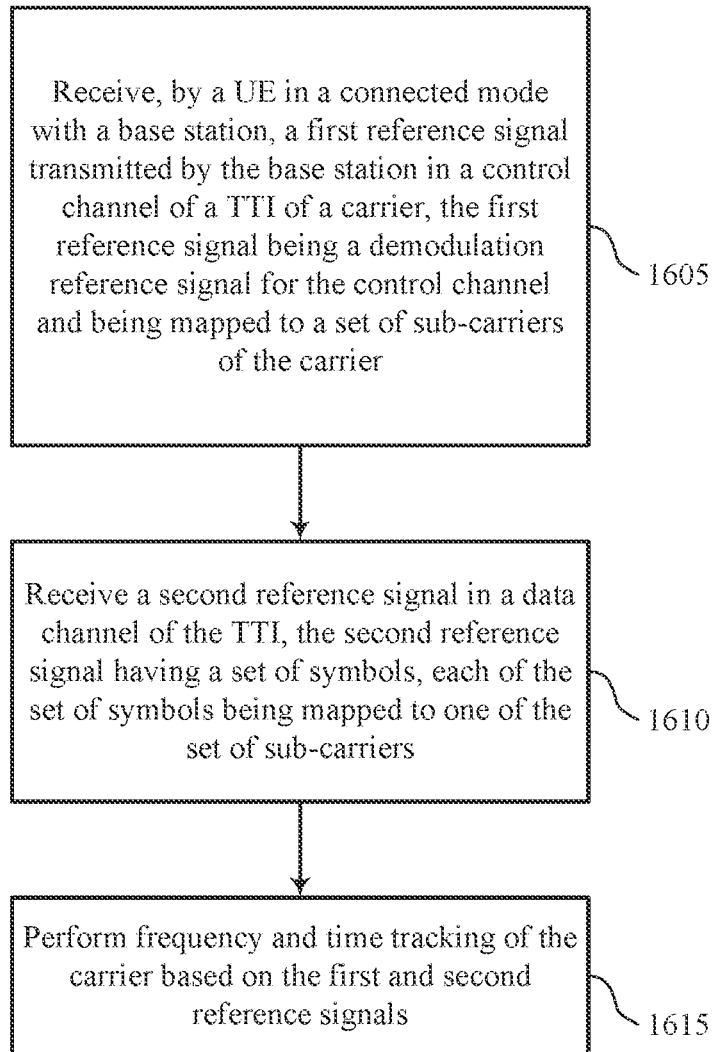 Receive, by a UE in a connected mode
with a base station, a first reference signal
transmitted by the base station in a control
channel of a TTI of a carrier, the first
reference signal being a demodulation
reference signal for the control channel
and being mapped to a set of sub-carriers
of the carrier
1605
Receive a second reference signal in a data
channel of the TTI, the second reference
signal having a set of symbols, each of the
set of symbols being mapped to one of the
set of sub-carriers
1610
Perform frequency and time tracking of the
carrier based on the first and second
reference signals
1615